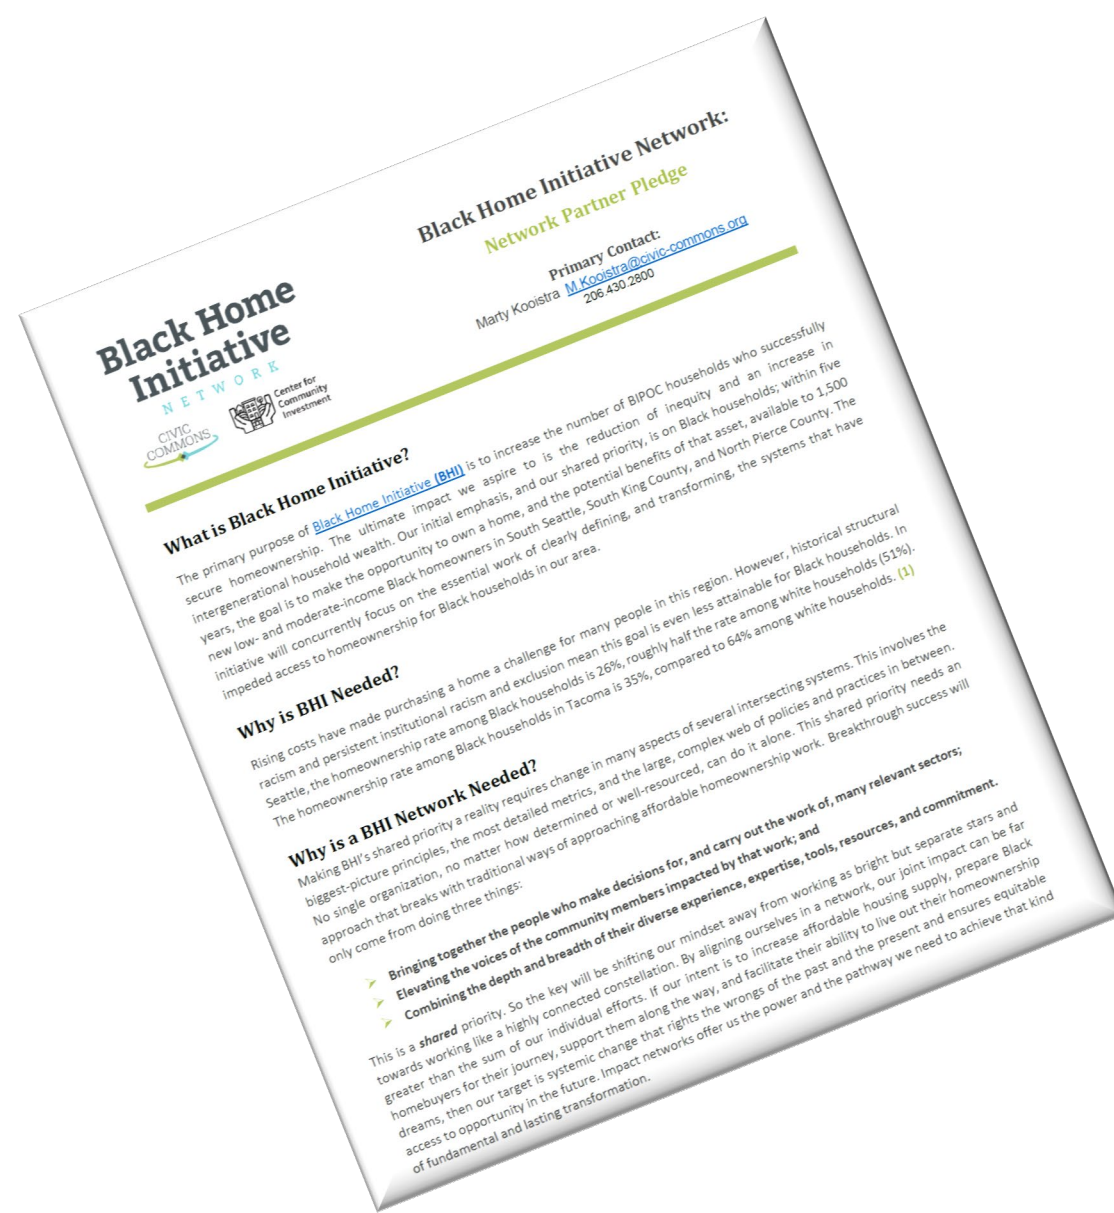 Black Home Initiative Network:
Network Partner Pledge
Primary Contact:
Marty Kooistra M.Kooistra@civic-commons.org
206.430.2800
Black Home
Initiative
NETWORK
CIVIC
COMMONS
Center for
Community
Investment
What is Black Home Initiative?
The primary purpose of Black Home Initiative (BHI) is to increase the number of BIPOC households who successfully
secure homeownership. The ultimate impact we aspire to is the reduction of inequity and an increase in
intergenerational household wealth. Our initial emphasis, and our shared priority, is on Black households; within five
years, the goal is to make the opportunity to own a home, and the potential benefits of that asset, available to 1,500
new low- and moderate-income Black homeowners in South Seattle, South King County, and North Pierce County. The
initiative will concurrently focus on the essential work of clearly defining, and transforming, the systems that have
impeded access to homeownership for Black households in our area.
Why is BHI Needed?
Rising costs have made purchasing a home a challenge for many people in this region. However, historical structural
racism and persistent institutional racism and exclusion mean this goal is even less attainable for Black households. In
Seattle, the homeownership rate among Black households is 26%, roughly half the rate among white households (51%).
The homeownership rate among Black households in Tacoma is 35%, compared to 64% among white households. (1)
Why is a BHI Network Needed?
Making BHI's shared priority a reality requires change in many aspects of several intersecting systems. This involves the
biggest-picture principles, the most detailed metrics, and the large, complex web of policies and practices in between.
No single organization, no matter how determined or well-resourced, can do it alone. This shared priority needs an
approach that breaks with traditional ways of approaching affordable homeownership work. Breakthrough success will
only come from doing three things:
Bringing together the people who make decisions for, and carry out the work of, many relevant sectors;
Elevating the voices of the community members impacted by that work; and
Combining the depth and breadth of their diverse experience, expertise, tools, resources, and commitment.
This is a shared priority. So the key will be shifting our mindset away from working as bright but separate stars and
towards working like a highly connected constellation. By aligning ourselves in a network, our joint impact can be far
greater than the sum of our individual efforts. If our intent is to increase affordable housing supply, prepare Black
homebuyers for their journey, support them along the way, and facilitate their ability to live out their homeownership
dreams, then our target is systemic change that rights the wrongs of the past and the present and ensures equitable
access to opportunity in the future. Impact networks offer us the power and the pathway we need to achieve that kind
of fundamental and lasting transformation.